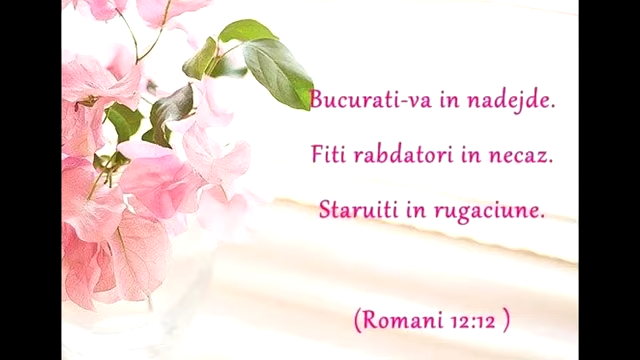 Bucurati-va in nadejde.
Fiti rabdatori in necaz.
Staruiti in rugaciune.
(Romani 12:12 )